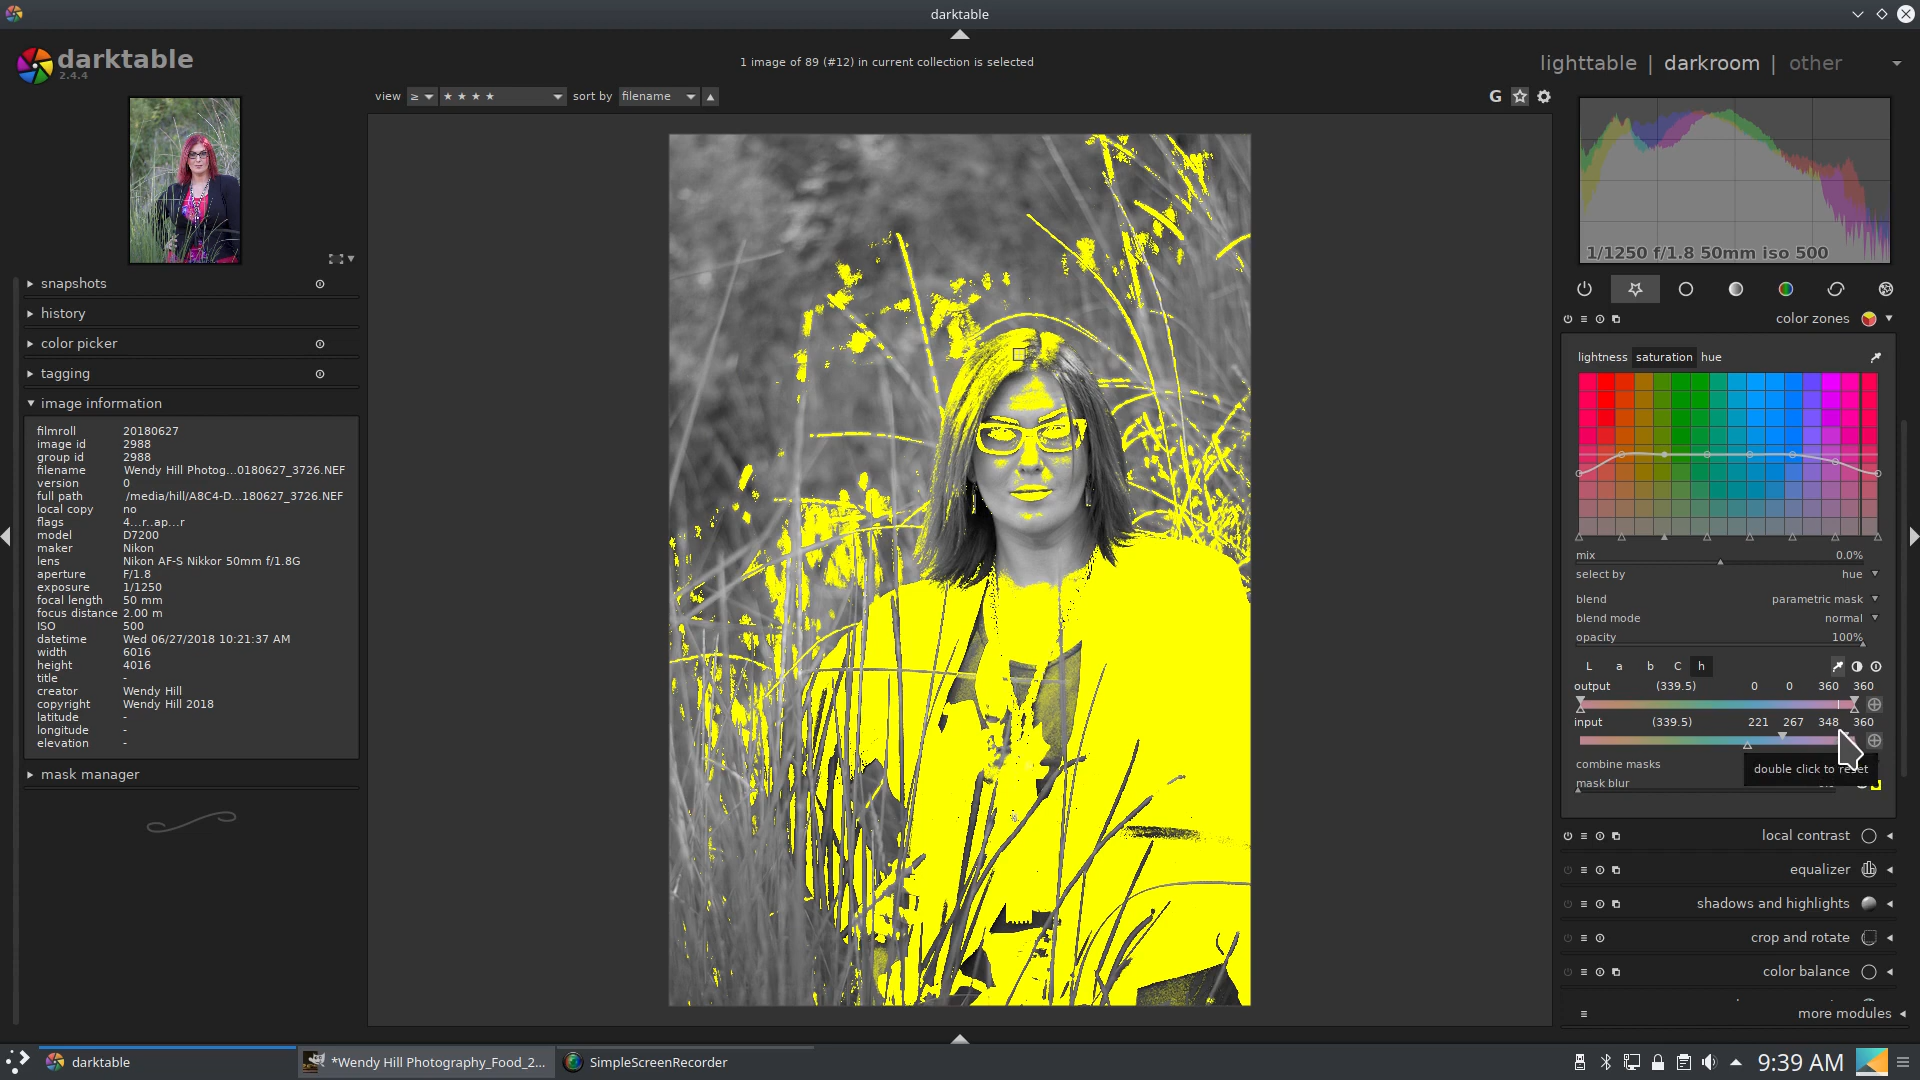 darktable
darktable
2.4.4
1 image of 89 (#12) in current collection is selected
lighttable | darkroom | other
view ≥ ★ ★ ★ ★ sort by filename
G
1/1250 f/1.8 50mm iso 500
snapshots
history
color picker
tagging
image information
filmroll 20180627
image id 2988
group id 2988
filename Wendy Hill Photog...0180627_3726.NEF
version 0
full path /media/hill/A8C4-D...180627_3726.NEF
local copy no
flags 4...r..ap...r
model D7200
maker Nikon
lens Nikon AF-S Nikkor 50mm f/1.8G
aperture F/1.8
exposure 1/1250
focal length 50 mm
focus distance 2.00 m
ISO 500
datetime Wed 06/27/2018 10:21:37 AM
width 6016
height 4016
title -
creator Wendy Hill
copyright Wendy Hill 2018
latitude -
longitude -
elevation -
mask manager
color zones
lightness saturation hue
mix 0.0%
select by hue
blend parametric mask
blend mode normal
opacity 100%
L a b C h
output (339.5) 0 0 360 360
input (339.5) 221 267 348 360
combine masks
double click to reset
mask blur
local contrast
equalizer
shadows and highlights
crop and rotate
color balance
more modules
darktable
*Wendy Hill Photography_Food_2...
SimpleScreenRecorder
9:39 AM